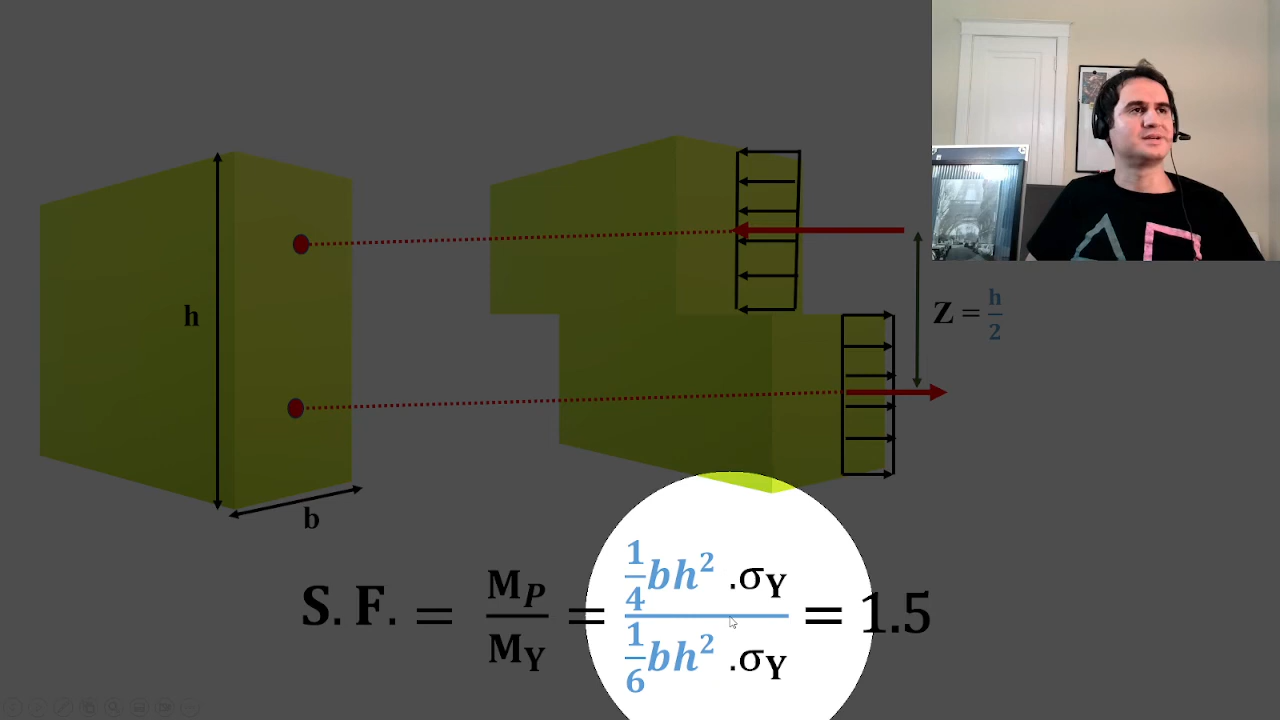 h
b
Z = h/2
S. F. = M_P/M_Y = (1/4 bh² .σ_Y)/(1/6 bh² .σ_Y) = 1.5